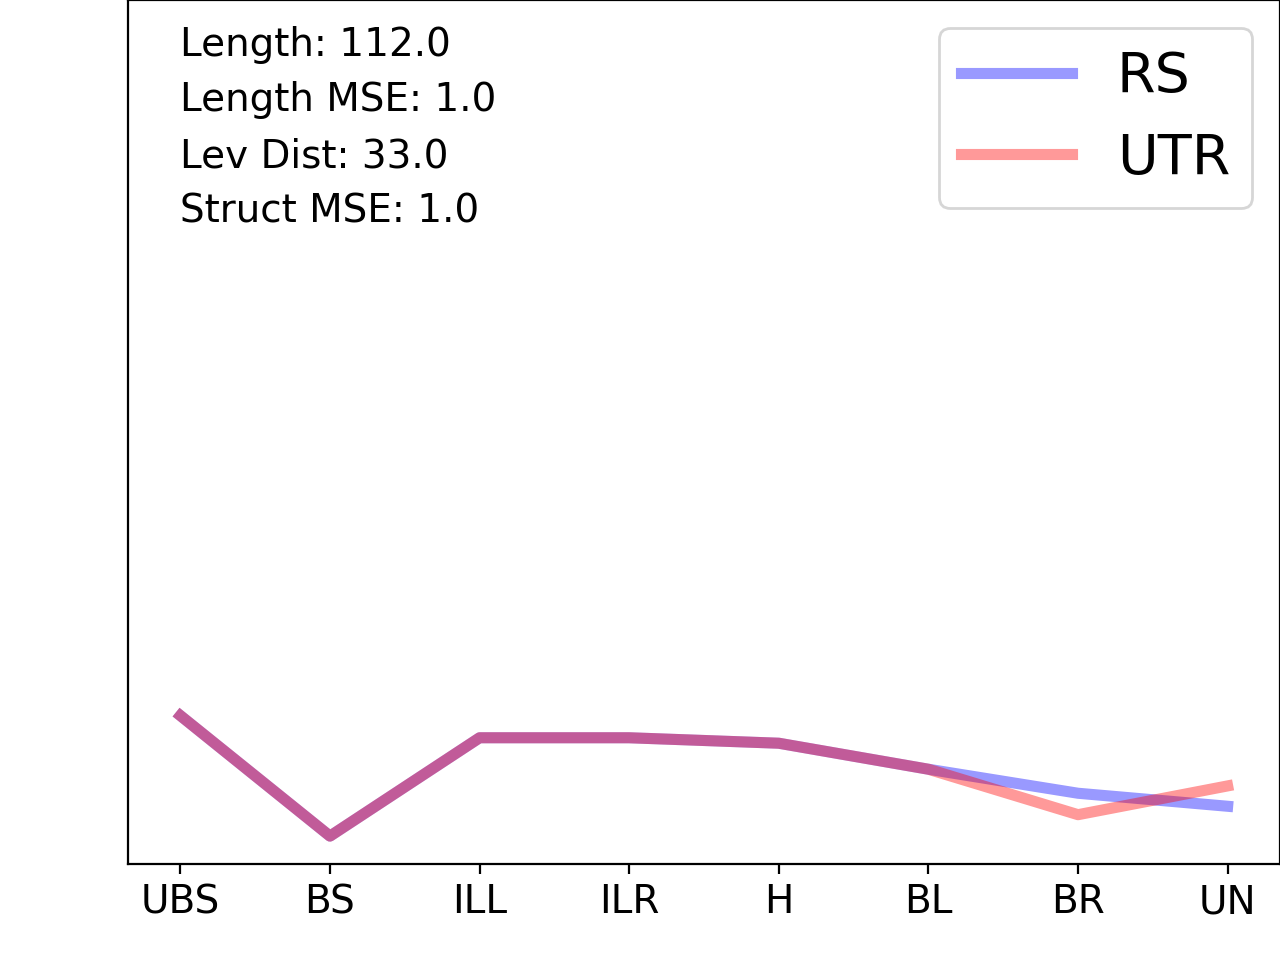 Length: 112.0
Length MSE: 1.0
Lev Dist: 33.0
Struct MSE: 1.0
RS
UTR
UBS BS ILL ILR H BL BR UN